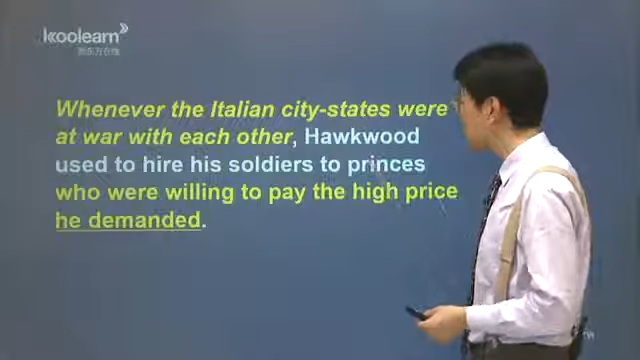 koolearn
新东方在线
Whenever the Italian city-states were
at war with each other, Hawkwood
used to hire his soldiers to princes
who were willing to pay the high price
he demanded.